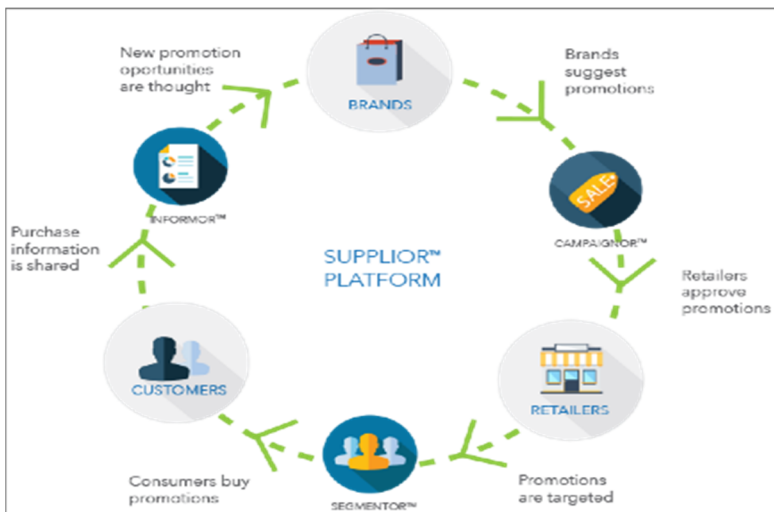 New promotion
oportunities
are thought
BRANDS
Brands
suggest
promotions
SALE
INFORMOR™
CAMPAIGNOR™
Purchase
information
is shared
SUPPLIOR™
PLATFORM
Retailers
approve
promotions
CUSTOMERS
RETAILERS
Consumers buy
promotions
SEGMENTOR™
Promotions
are targeted